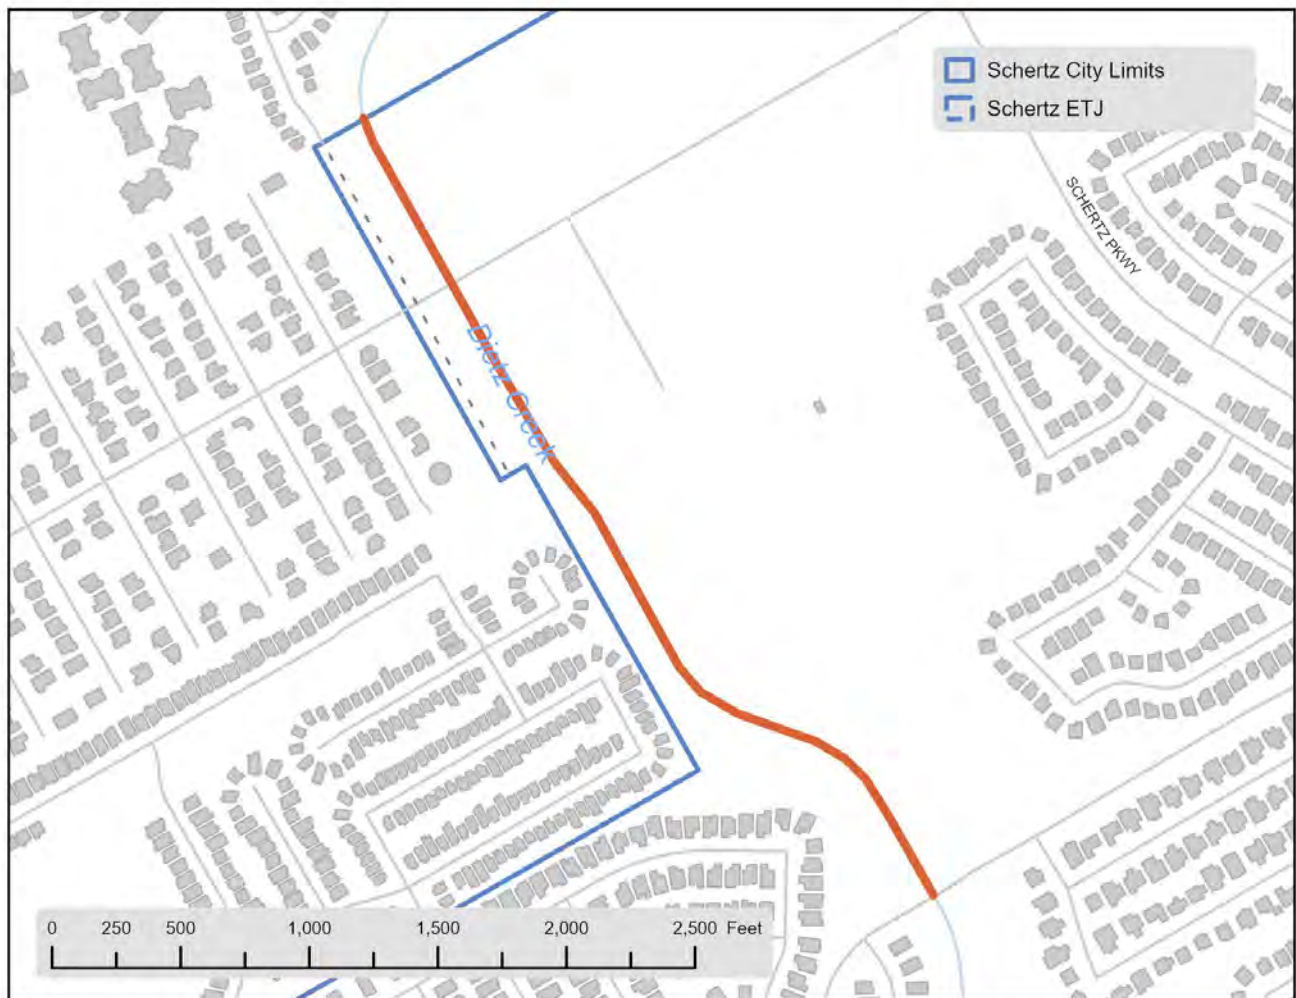 Schertz City Limits
Schertz ETJ
SCHERTZ PKWY
Dietz Creek
0 250 500 1,000 1,500 2,000 2,500 Feet